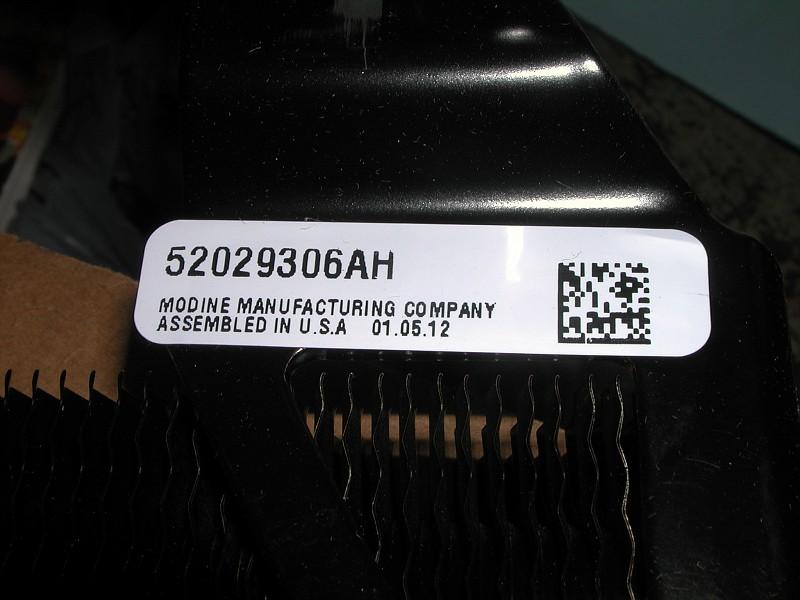 52029306AH
MODINE MANUFACTURING COMPANY
ASSEMBLED IN U.S.A 01.05.12